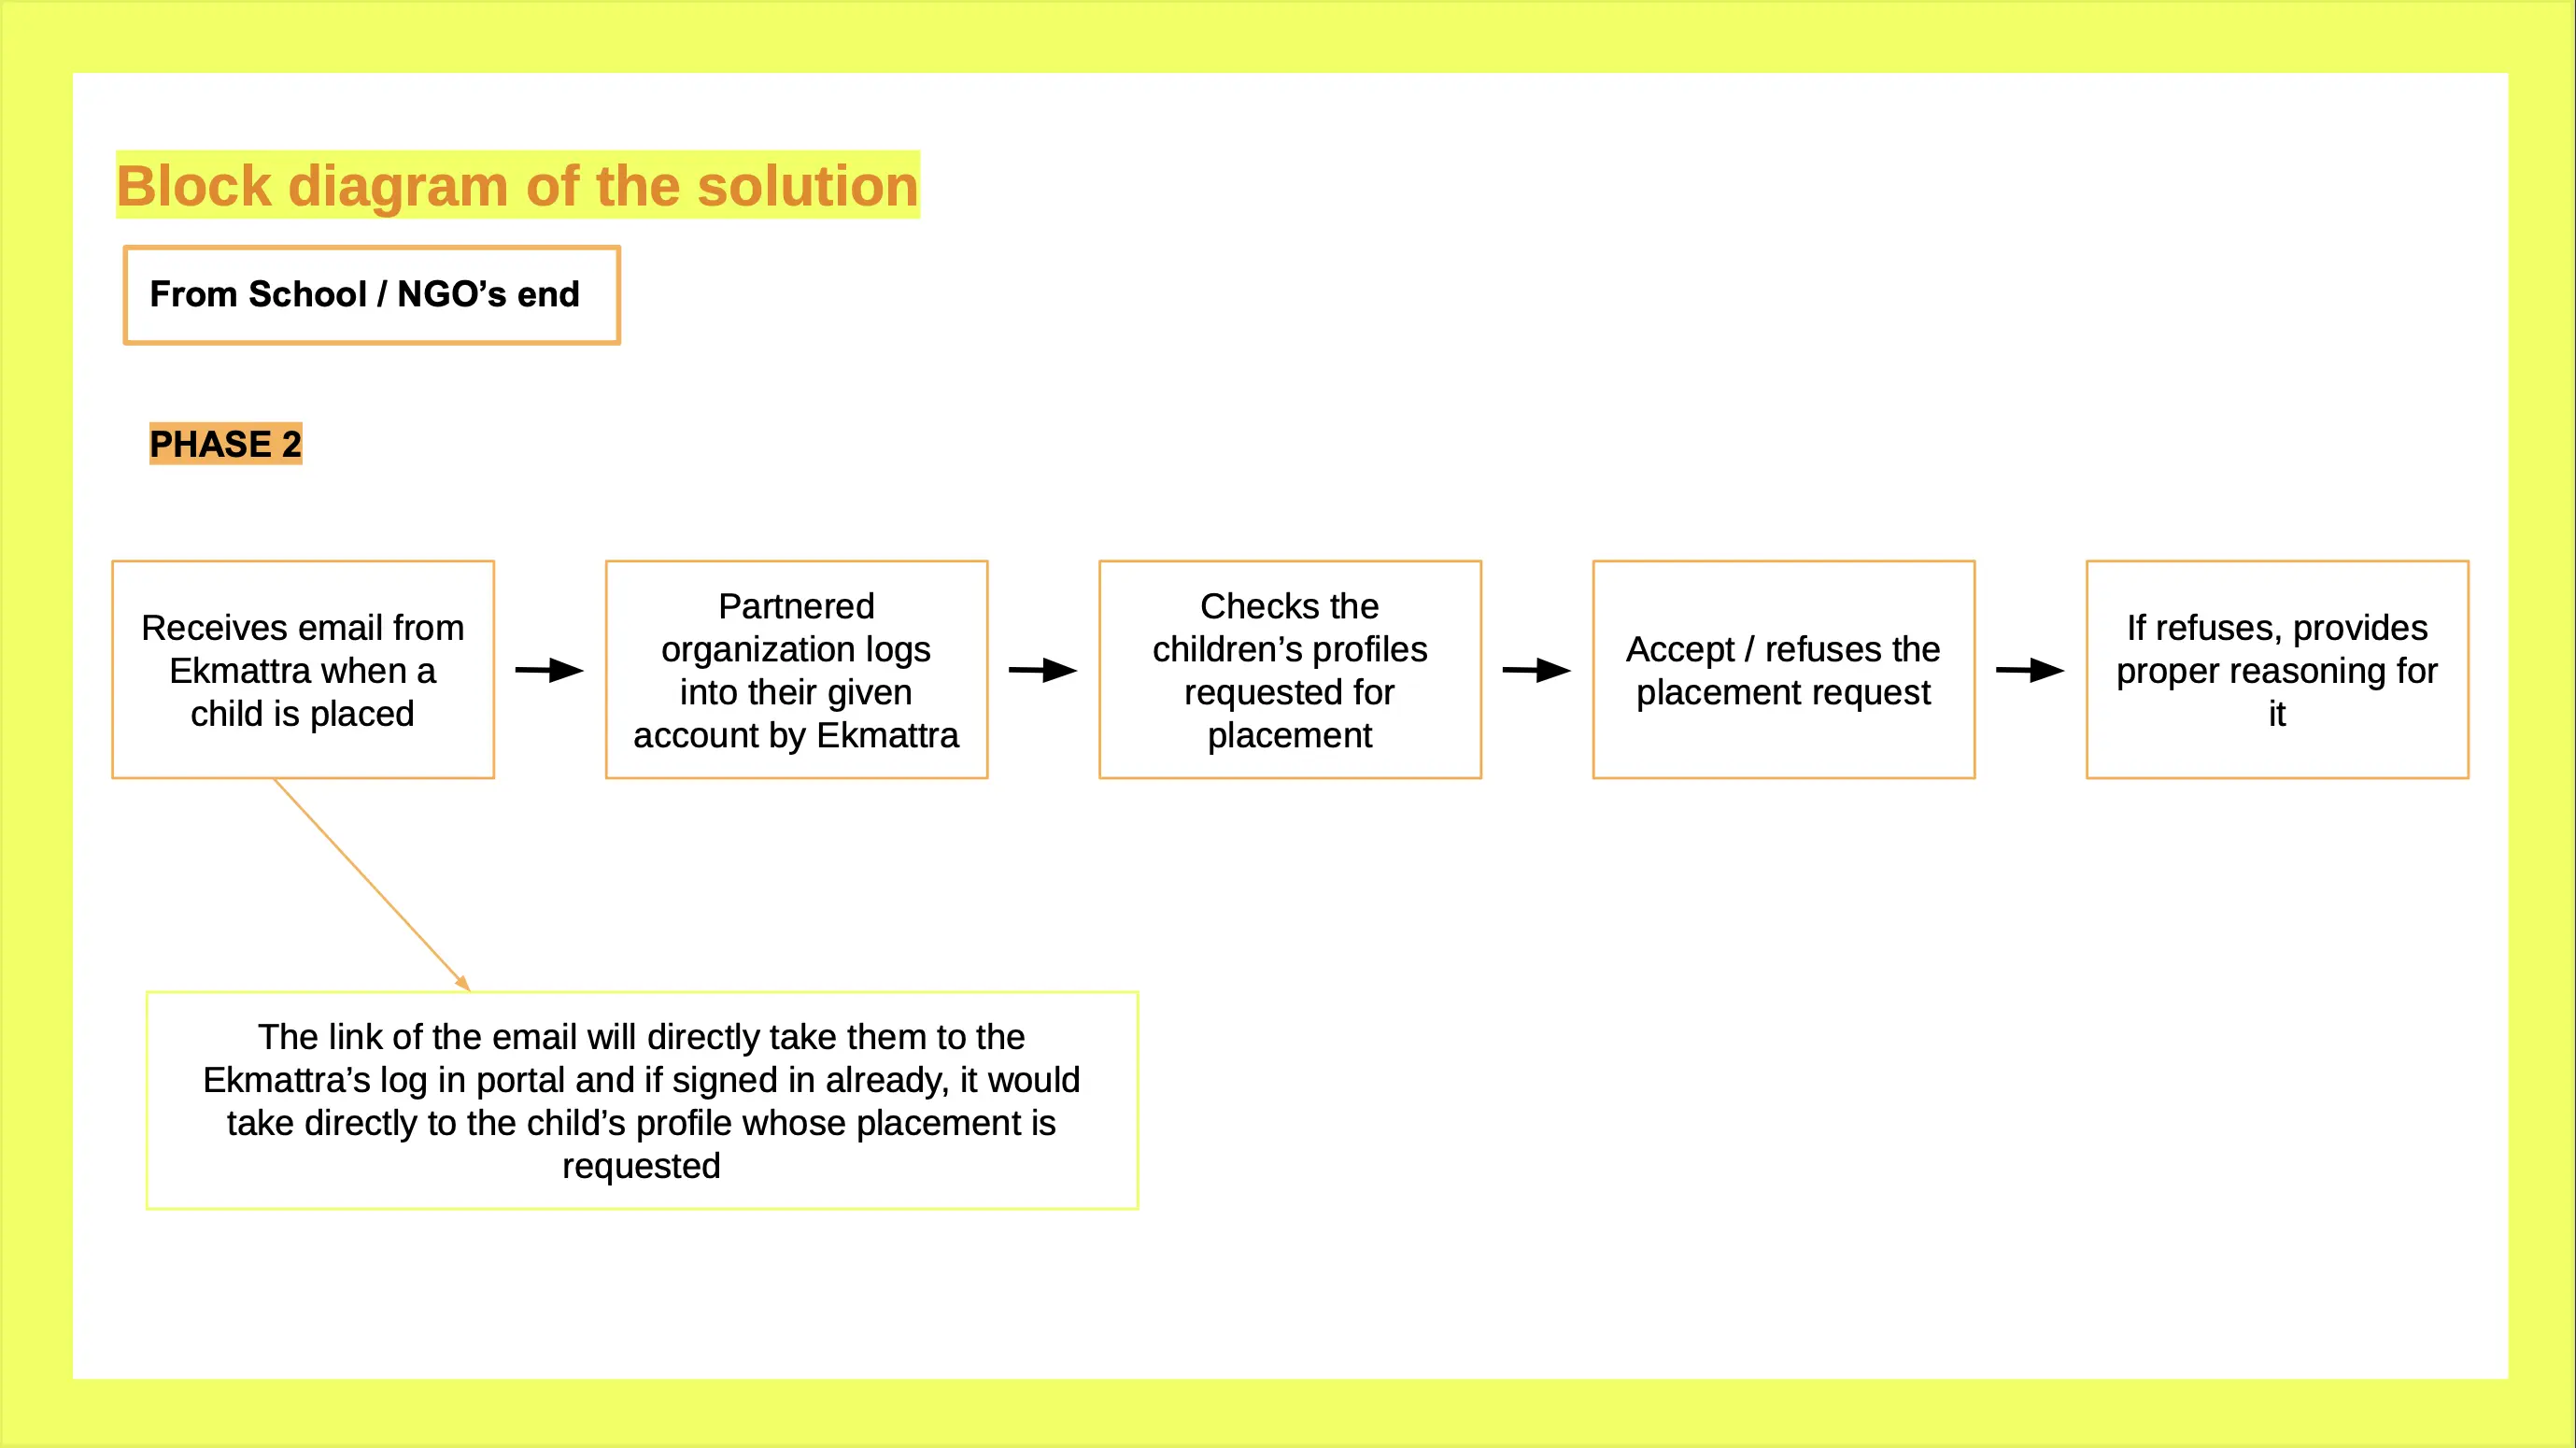 Block diagram of the solution
From School / NGO’s end
PHASE 2
Receives email from
Ekmattra when a
child is placed
Partnered
organization logs
into their given
account by Ekmattra
Checks the
children’s profiles
requested for
placement
Accept / refuses the
placement request
If refuses, provides
proper reasoning for
it
The link of the email will directly take them to the
Ekmattra’s log in portal and if signed in already, it would
take directly to the child’s profile whose placement is
requested